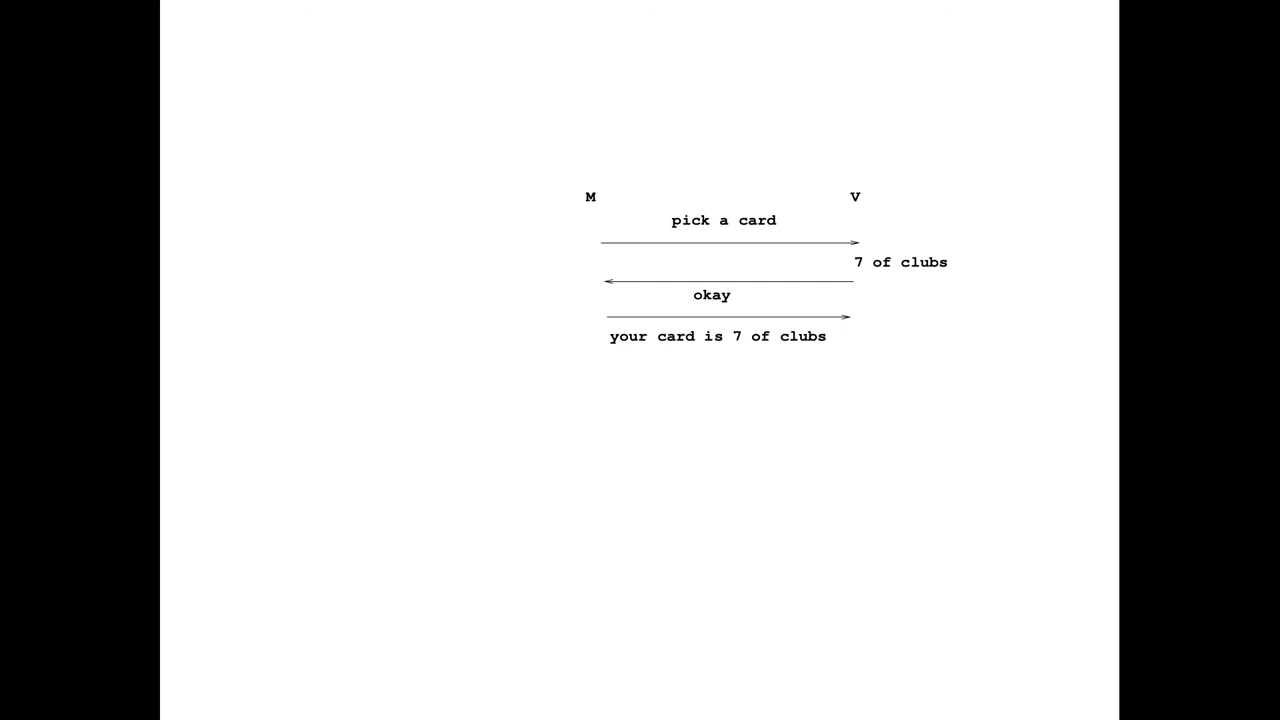 M V
pick a card
7 of clubs
okay
your card is 7 of clubs